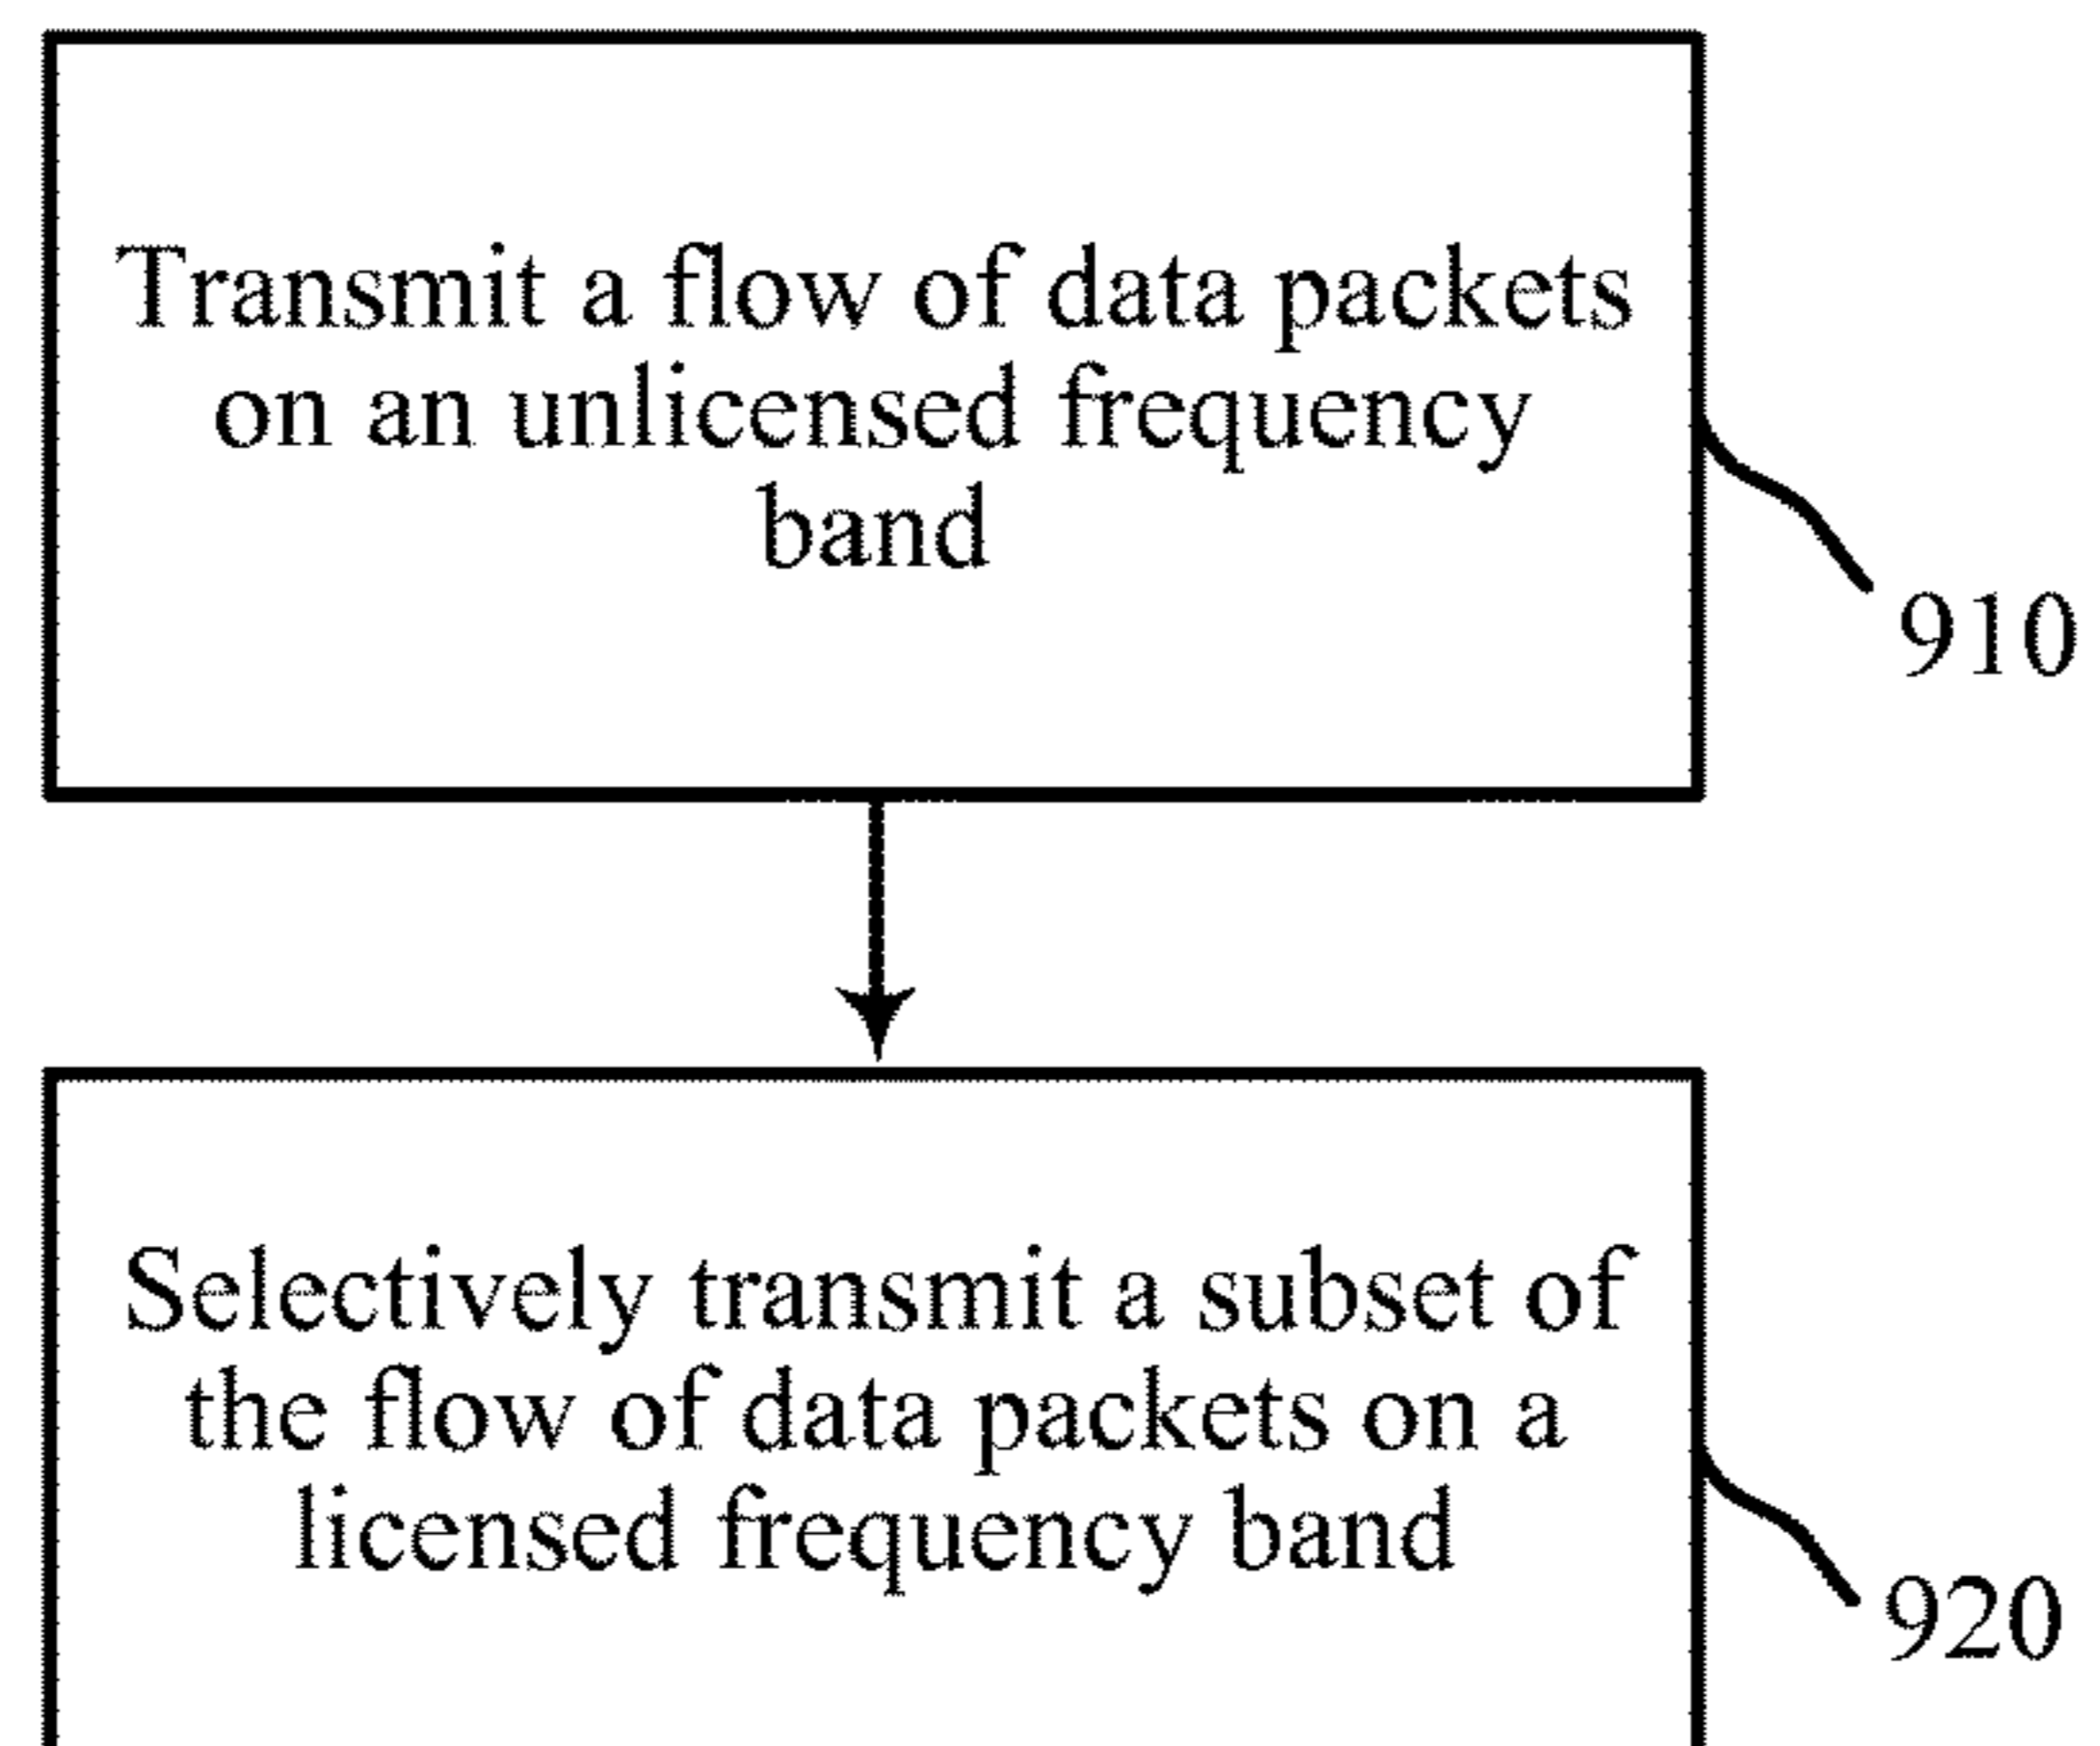 Transmit a flow of data packets
on an unlicensed frequency
band
910
Selectively transmit a subset of
the flow of data packets on a
licensed frequency band
920